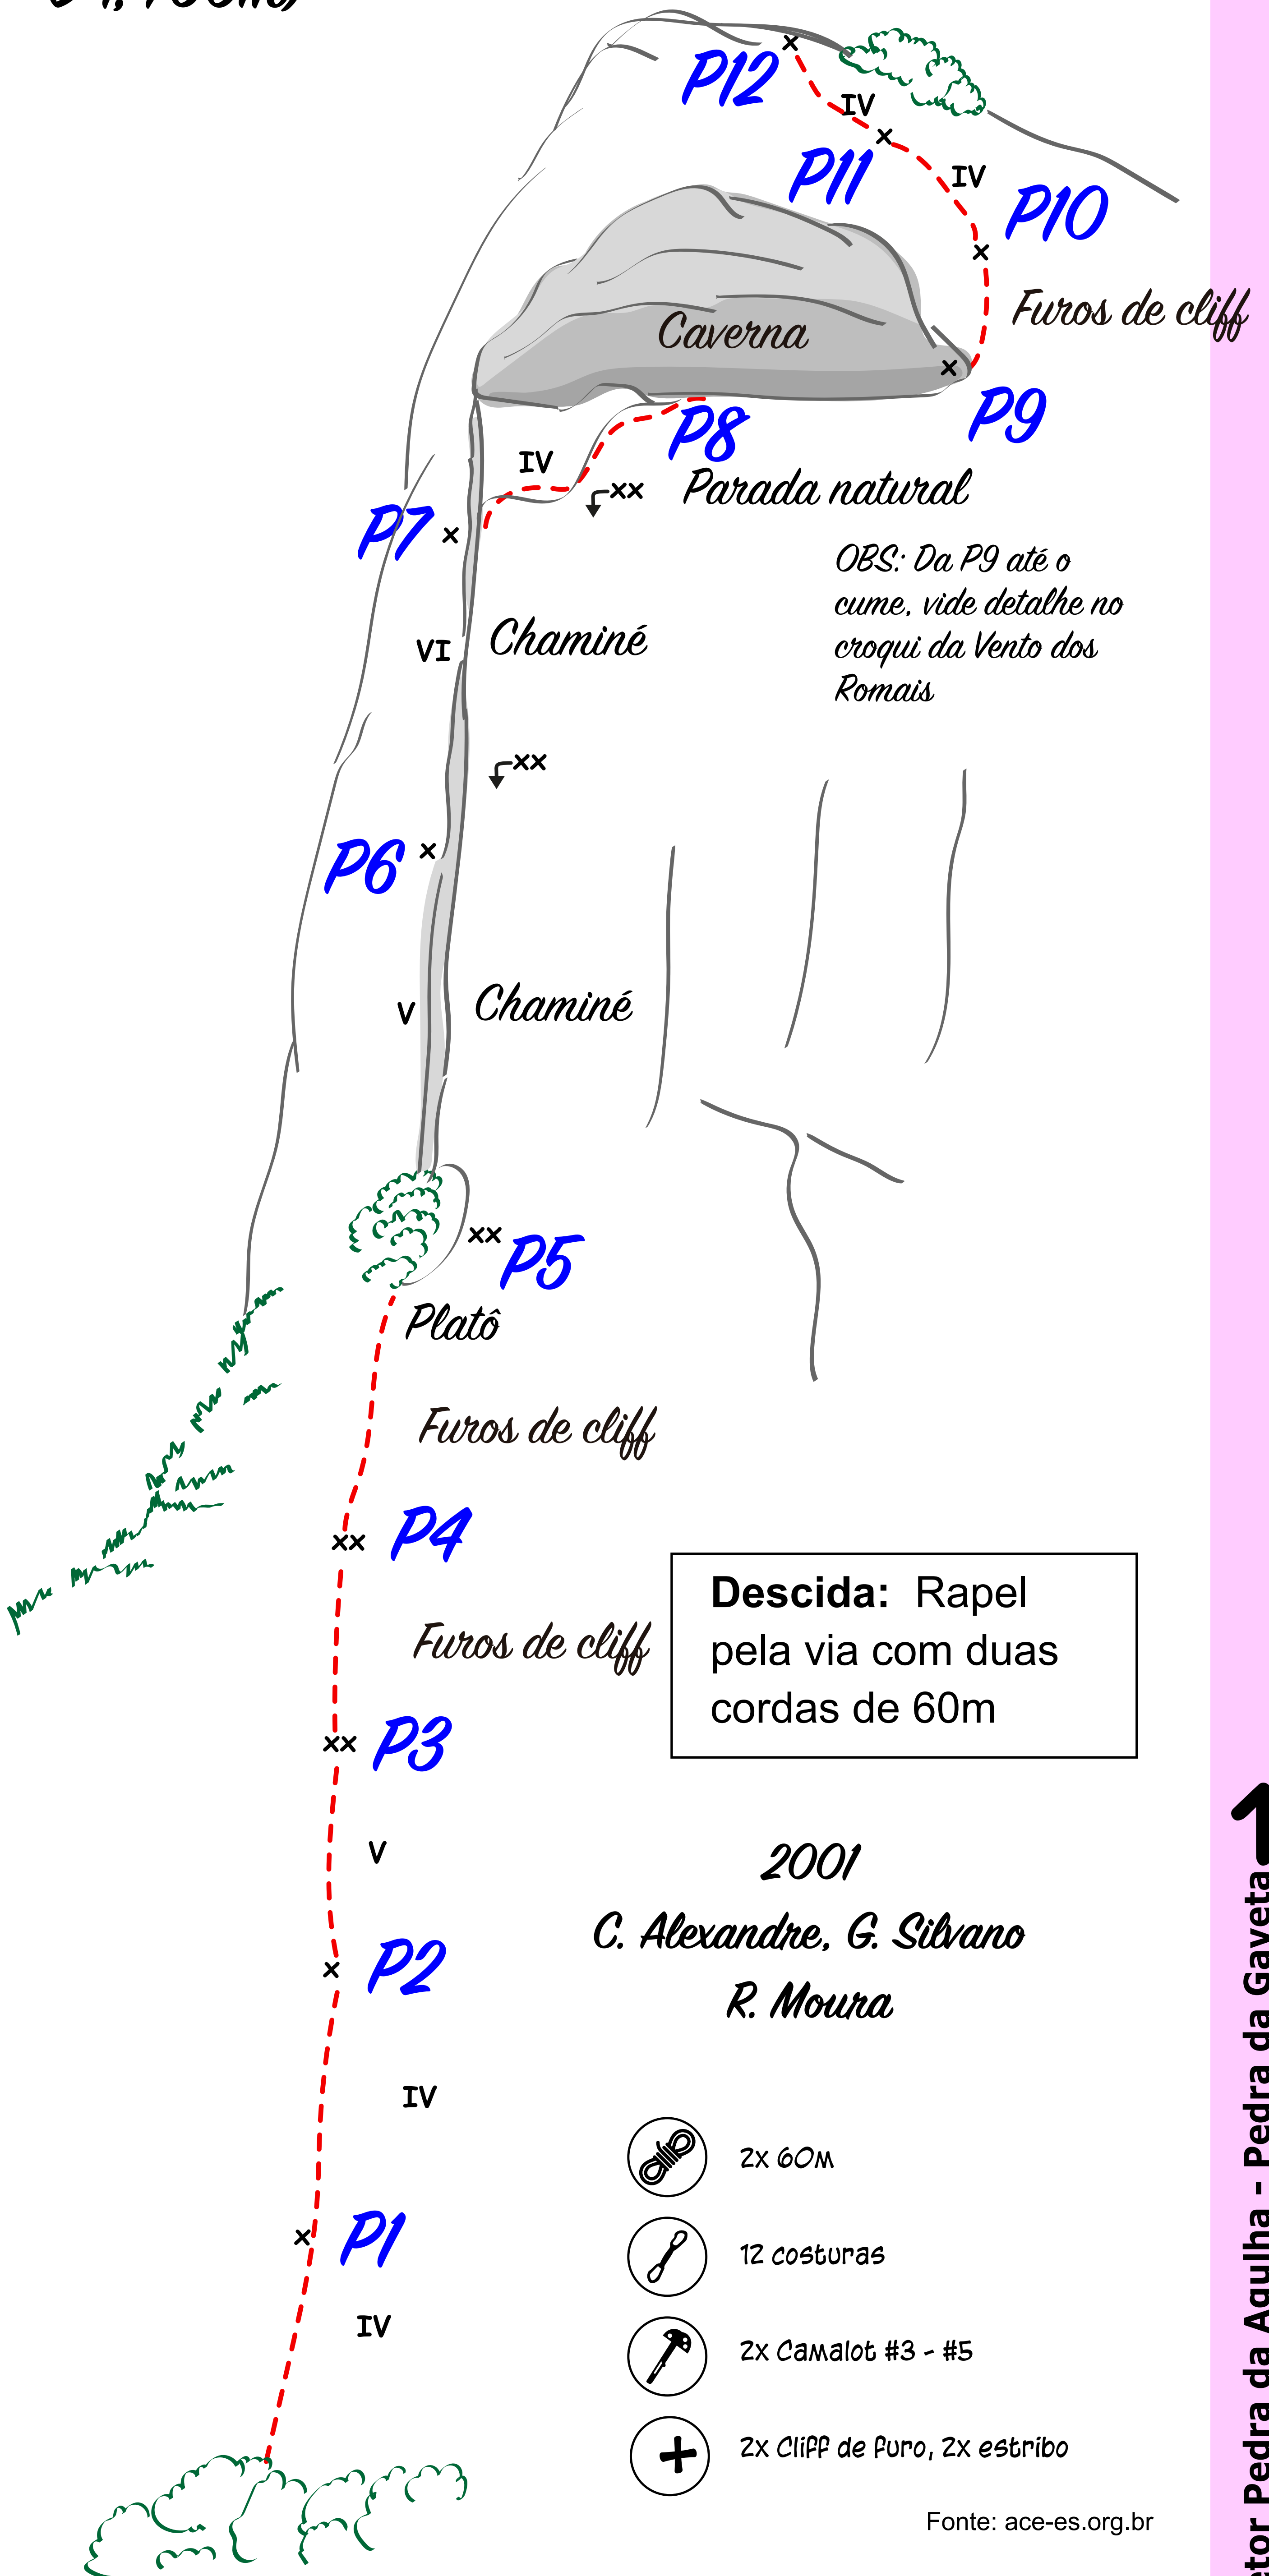 P12
IV
P11
IV
P10
Furos de cliff
Caverna
P9
P8
IV
xx
Parada natural
P7
x
OBS: Da P9 até o
cume, vide detalhe no
croqui da Vento dos
Romais
Chaminé
VI
xx
P6
x
V
Chaminé
xx
P5
Platô
Furos de cliff
xx
P4
Descida: Rapel
pela via com duas
cordas de 60m
Furos de cliff
xx
P3
V
2001
C. Alexandre, G. Silvano
R. Moura
x
P2
IV
2x 60m
x
P1
12 costuras
IV
2x Camalot #3 - #5
2x Cliff de furo, 2x estribo
Fonte: ace-es.org.br
Pedra da Agulha - Pedra da Gaveta